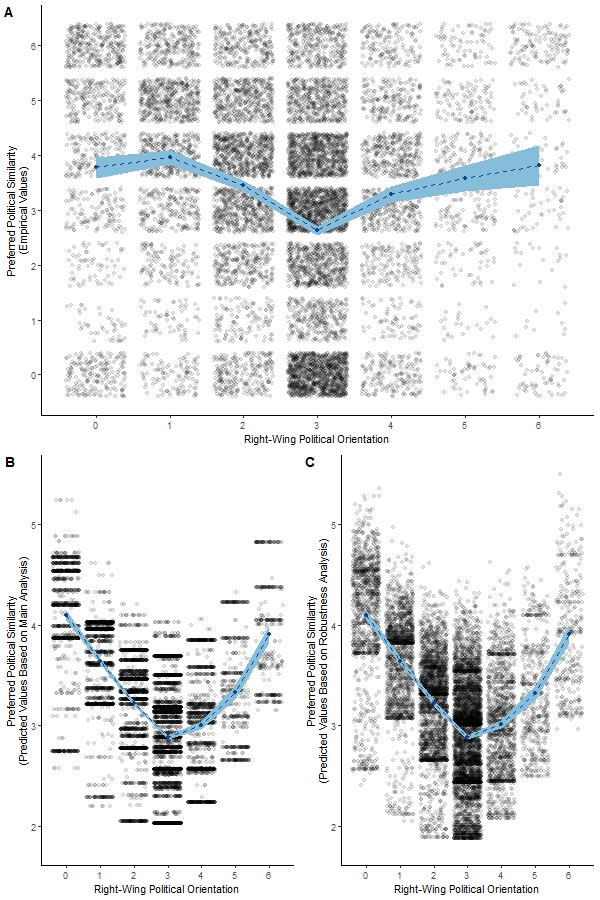 A
Preferred Political Similarity
(Empirical Values)
6
5
4
3
2
1
0
0 1 2 3 4 5 6
Right-Wing Political Orientation
B
Preferred Political Similarity
(Predicted Values Based on Main Analysis)
5
4
3
2
0 1 2 3 4 5 6
Right-Wing Political Orientation
C
Preferred Political Similarity
(Predicted Values Based on Robustness Analysis)
5
4
3
2
0 1 2 3 4 5 6
Right-Wing Political Orientation